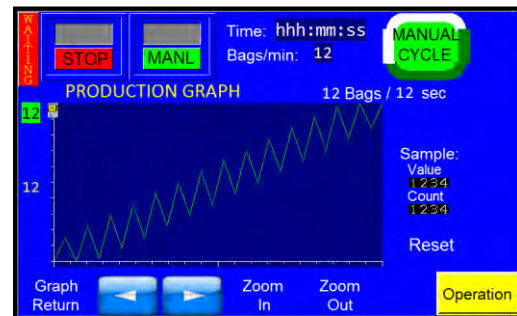 WAITING
STOP
MANL
Time: hhh:mm:ss
Bags/min: 12
MANUAL
CYCLE
PRODUCTION GRAPH
12 Bags / 12 sec
12
12
Sample:
Value
1234
Count
1234
Reset
Graph
Return
Zoom
In
Zoom
Out
Operation